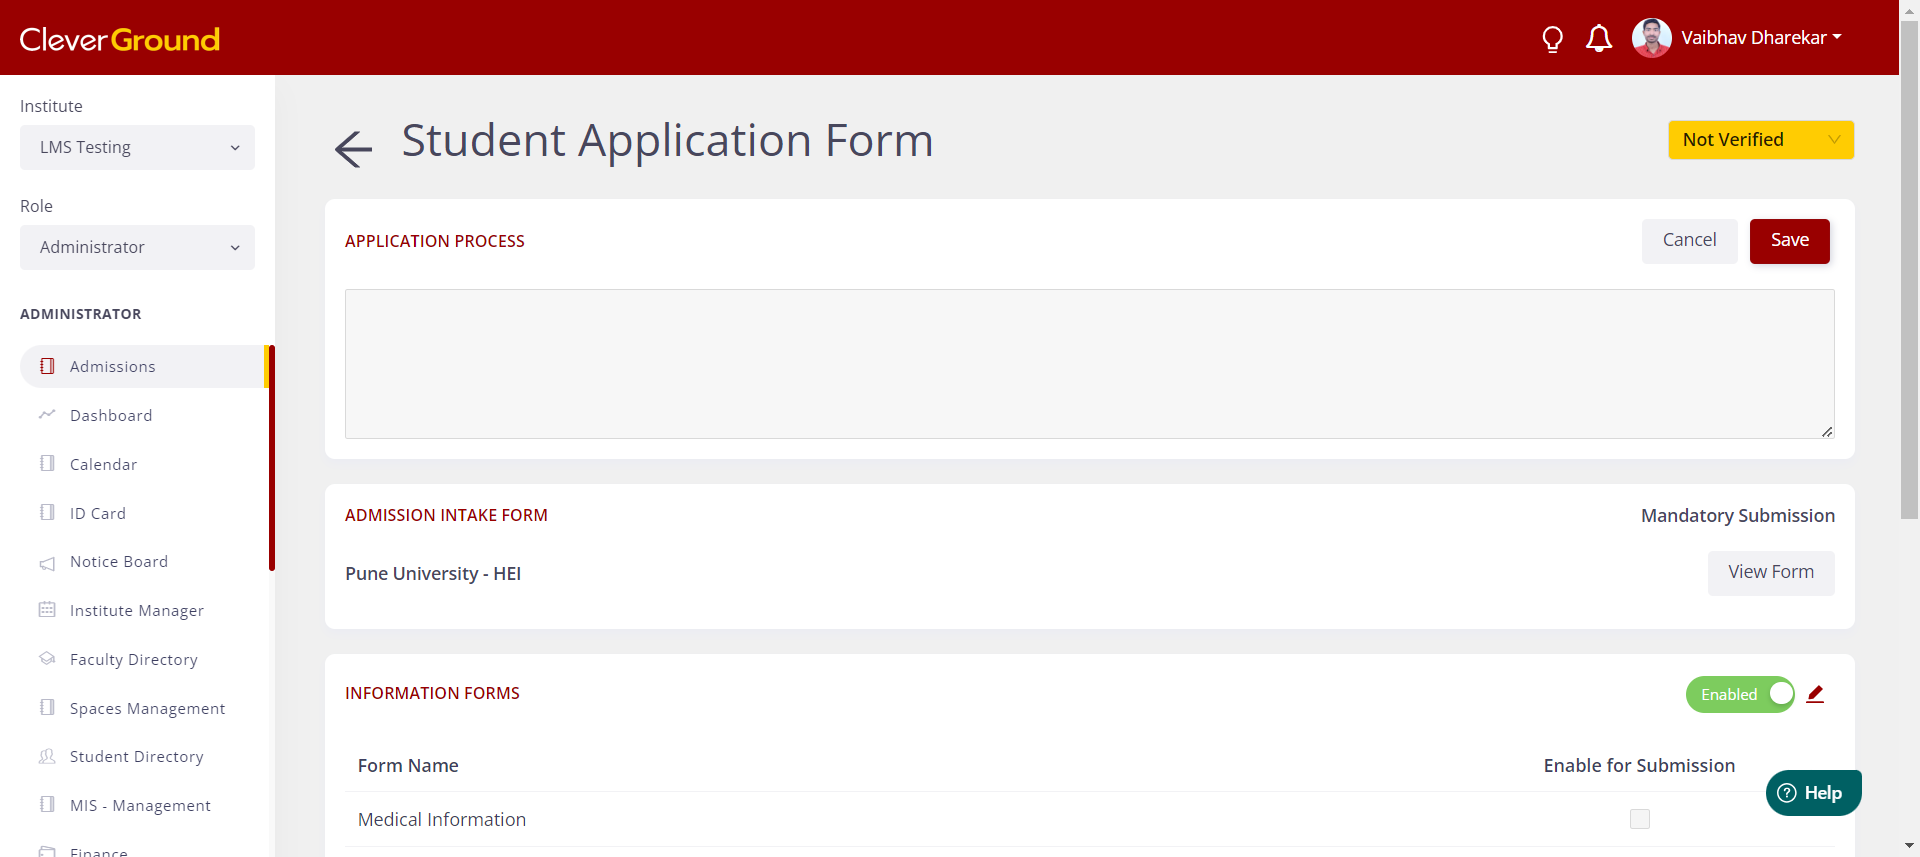 CleverGround
Vaibhav Dharekar
Institute
LMS Testing
Role
Administrator
ADMINISTRATOR
Admissions
Dashboard
Calendar
ID Card
Notice Board
Institute Manager
Faculty Directory
Spaces Management
Student Directory
MIS - Management
Finance
Student Application Form
Not Verified
APPLICATION PROCESS
Cancel
Save
ADMISSION INTAKE FORM
Mandatory Submission
Pune University - HEI
View Form
INFORMATION FORMS
Enabled
Form Name
Enable for Submission
Medical Information
Help